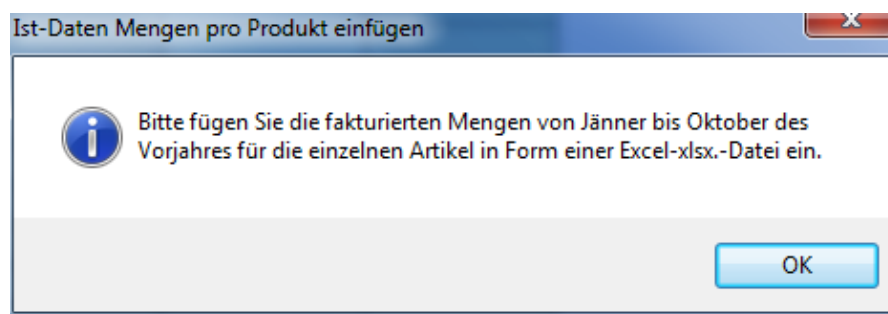 Ist-Daten Mengen pro Produkt einfügen
Bitte fügen Sie die fakturierten Mengen von Jänner bis Oktober des
Vorjahres für die einzelnen Artikel in Form einer Excel-xlsx.-Datei ein.
OK